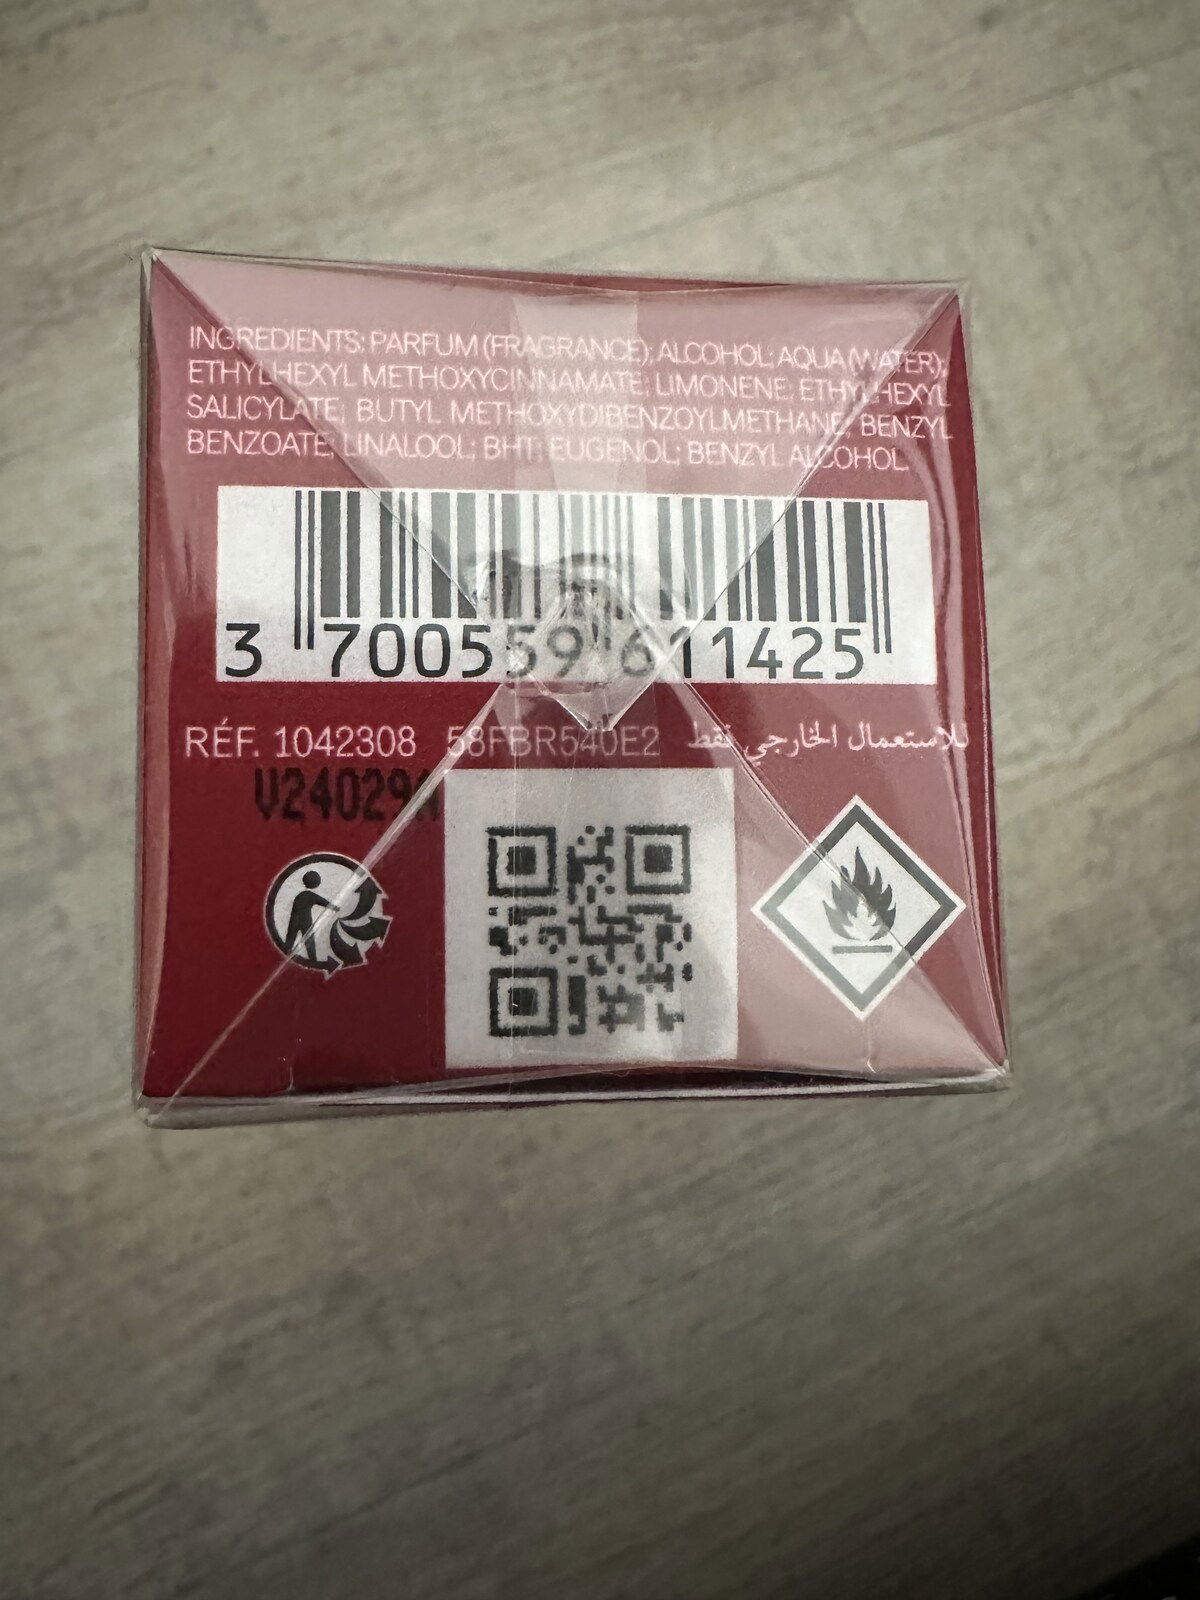 INGREDIENTS: PARFUM (FRAGRANCE); ALCOHOL; AQUA (WATER);
ETHYLHEXYL METHOXYCINNAMATE; LIMONENE; ETHYLHEXYL
SALICYLATE; BUTYL METHOXYDIBENZOYLMETHANE; BENZYL
BENZOATE; LINALOOL; BHT; EUGENOL; BENZYL ALCOHOL.
3 700559 611425
RÉF. 1042308 58FBR540E2 للاستعمال الخارجي فقط
V24029A